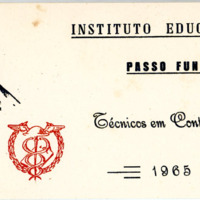 INSTITUTO EDUC
PASSO FUN
Técnicos em Cont
1965